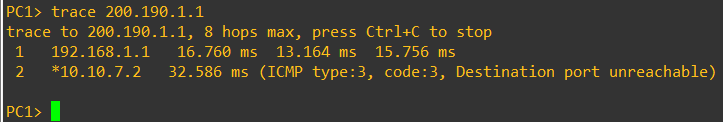 PC1> trace 200.190.1.1
trace to 200.190.1.1, 8 hops max, press Ctrl+C to stop
 1   192.168.1.1   16.760 ms  13.164 ms  15.756 ms
 2   *10.10.7.2   32.586 ms (ICMP type:3, code:3, Destination port unreachable)
PC1>